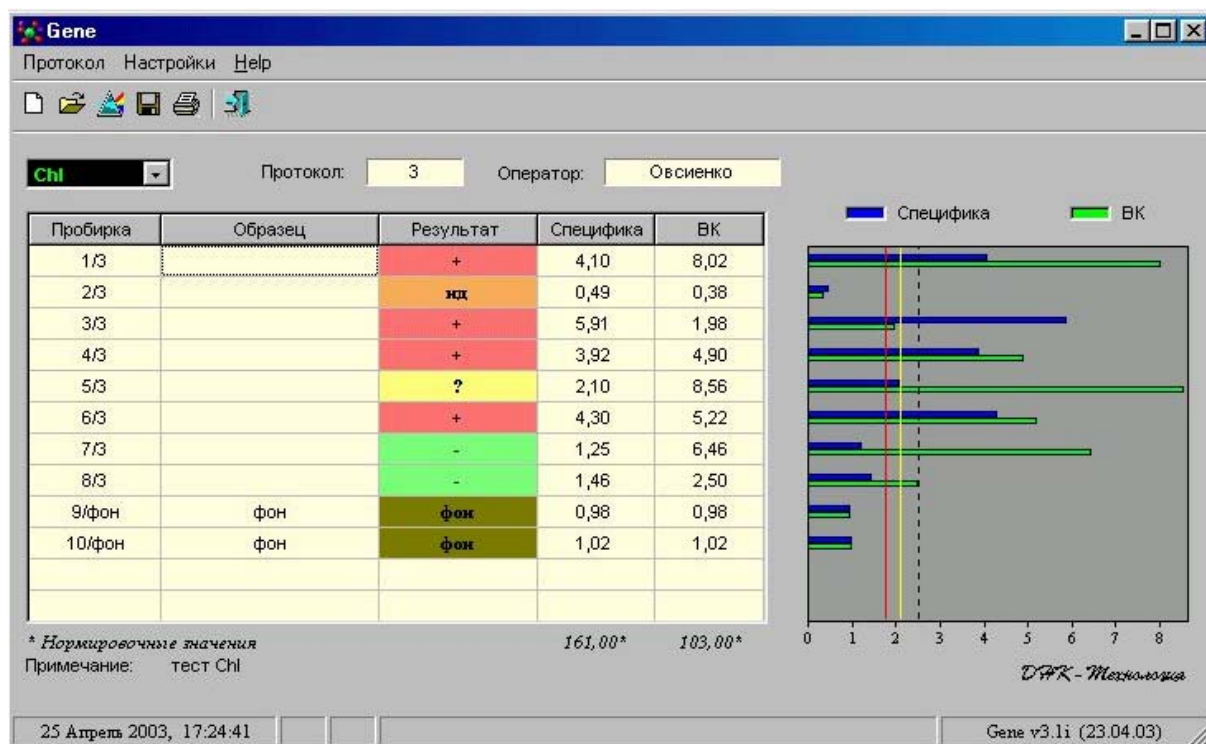 Gene
Протокол Настройки Help
Chl Протокол: 3 Оператор: Овсиенко
Специфика ВК
Пробирка Образец Результат Специфика ВК
1/3 + 4,10 8,02
2/3 нд 0,49 0,38
3/3 + 5,91 1,98
4/3 + 3,92 4,90
5/3 ? 2,10 8,56
6/3 + 4,30 5,22
7/3 - 1,25 6,46
8/3 - 1,46 2,50
9/фон фон фон 0,98 0,98
10/фон фон фон 1,02 1,02
0 1 2 3 4 5 6 7 8
* Нормировочные значения 161,00* 103,00*
Примечание: тест Chl
ДНК-Технология
25 Апрель 2003, 17:24:41 Gene v3.1i (23.04.03)